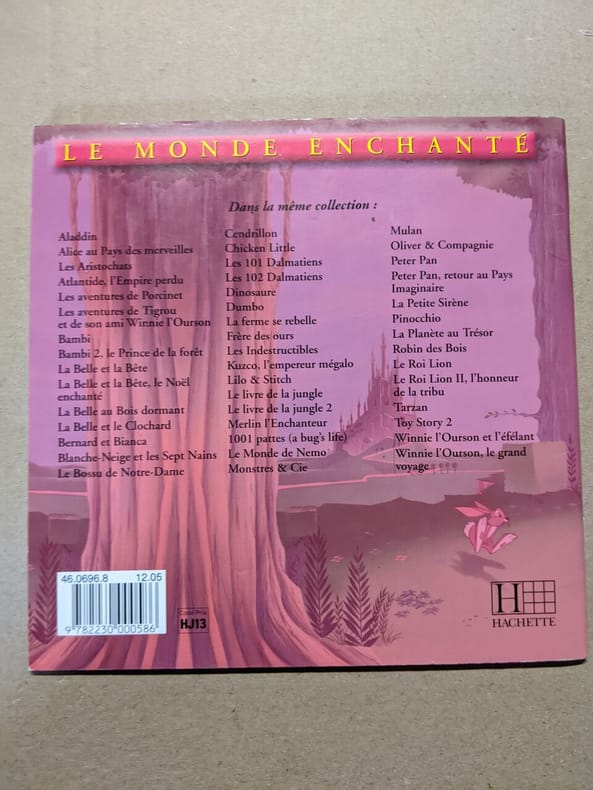 LE MONDE ENCHANTÉ
Dans la même collection :
Aladdin
Alice au Pays des merveilles
Les Aristochats
Atlantide, l'Empire perdu
Les aventures de Porcinet
Les aventures de Tigrou
et de son ami Winnie l'Ourson
Bambi
Bambi 2, le Prince de la forêt
La Belle et la Bête
La Belle et la Bête, le Noël
enchanté
La Belle au Bois dormant
La Belle et le Clochard
Bernard et Bianca
Blanche-Neige et les Sept Nains
Le Bossu de Notre-Dame
Cendrillon
Chicken Little
Les 101 Dalmatiens
Les 102 Dalmatiens
Dinosaure
Dumbo
La ferme se rebelle
Frère des ours
Les Indestructibles
Kuzco, l'empereur mégalo
Lilo & Stitch
Le livre de la jungle
Le livre de la jungle 2
Merlin l'Enchanteur
1001 pattes (a bug's life)
Le Monde de Nemo
Monstres & Cie
Mulan
Oliver & Compagnie
Peter Pan
Peter Pan, retour au Pays
Imaginaire
La Petite Sirène
Pinocchio
La Planète au Trésor
Robin des Bois
Le Roi Lion
Le Roi Lion II, l'honneur
de la tribu
Tarzan
Toy Story 2
Winnie l'Ourson et l'éfélant
Winnie l'Ourson, le grand
voyage
46.0696.8 12.05
9 782230 000586
Code Prix
HJ13
H
HACHETTE